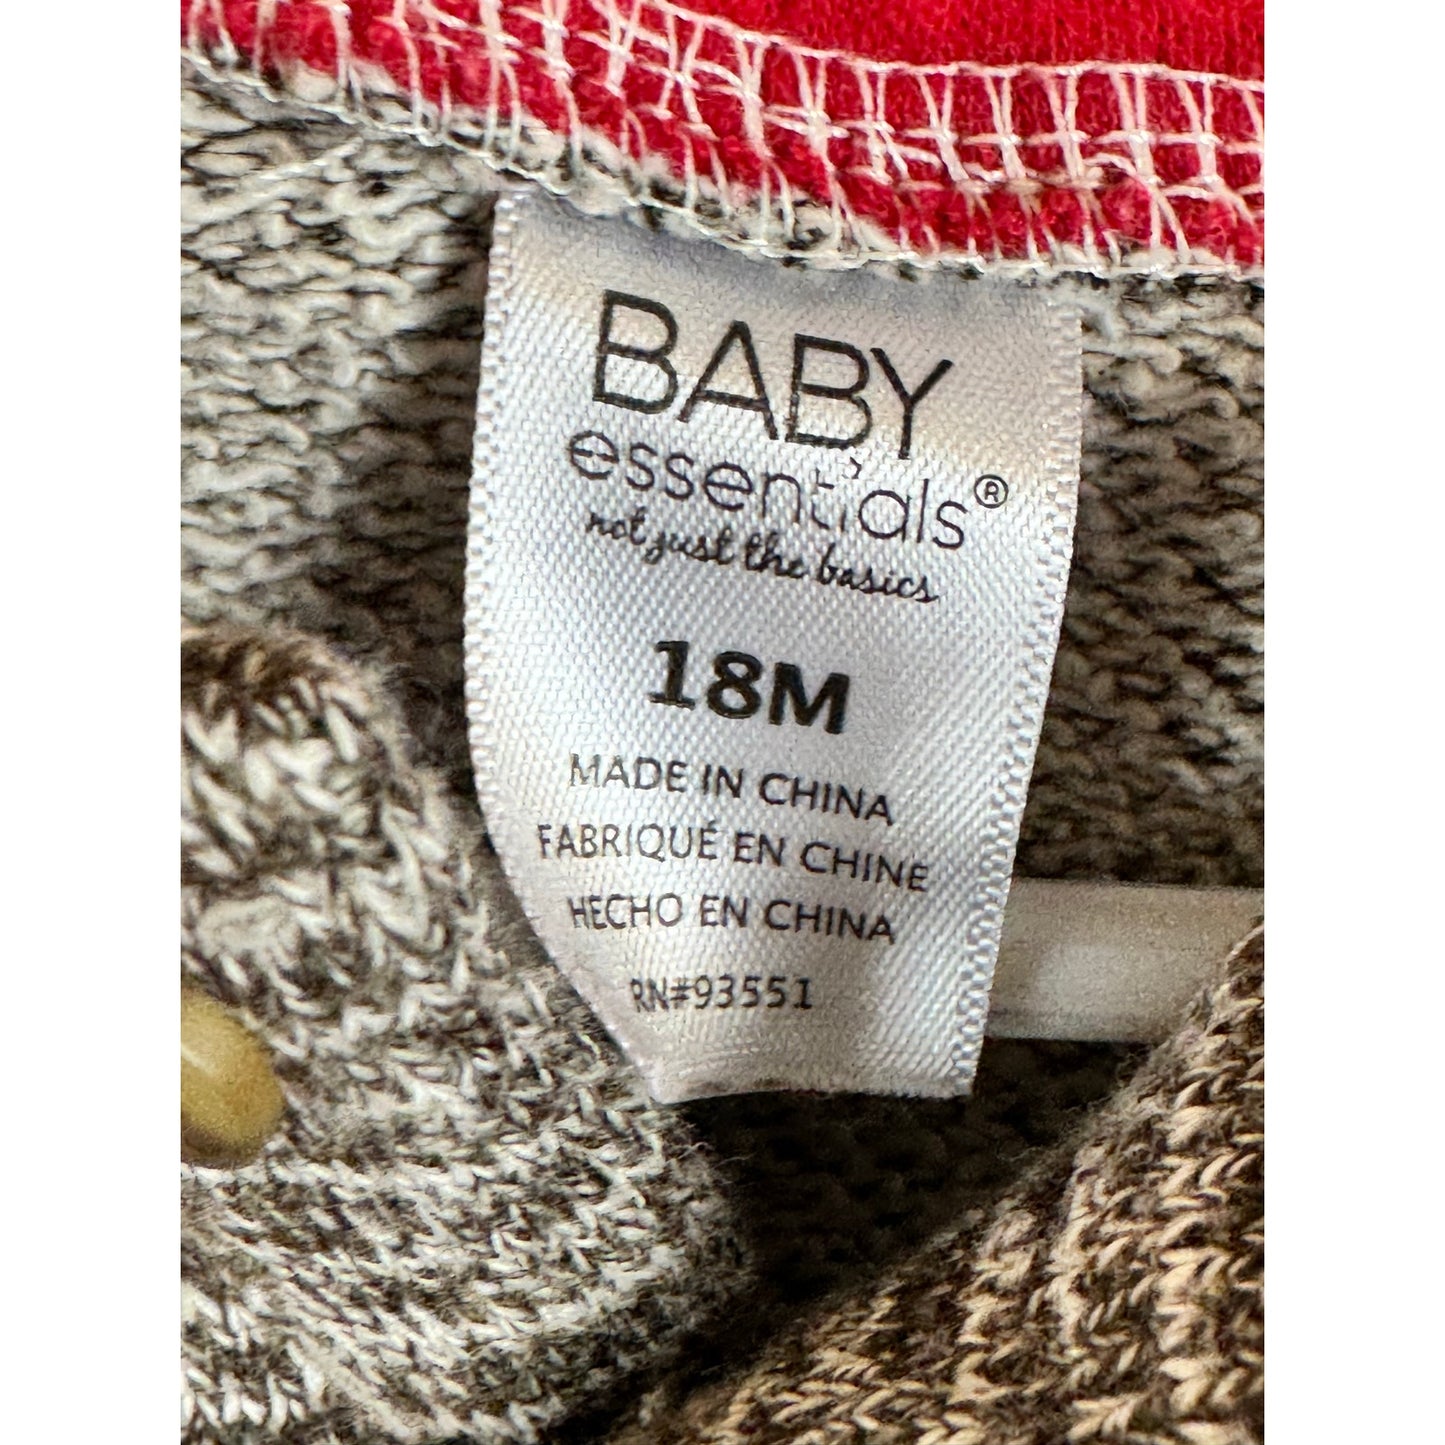 BABY
essentials®
not just the basics
18M
MADE IN CHINA
FABRIQUÉ EN CHINE
HECHO EN CHINA
RN#93551